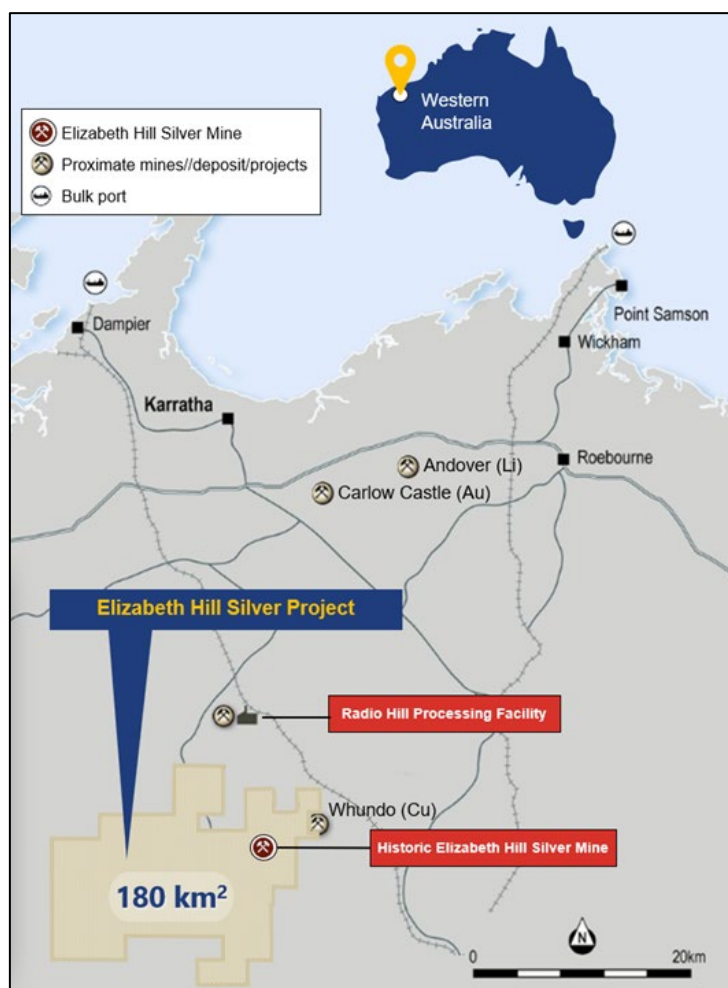 Western
Australia
Elizabeth Hill Silver Mine
Proximate mines//deposit/projects
Bulk port
Dampier
Point Samson
Wickham
Karratha
Roebourne
Andover (Li)
Carlow Castle (Au)
Elizabeth Hill Silver Project
Radio Hill Processing Facility
Whundo (Cu)
Historic Elizabeth Hill Silver Mine
180 km²
N
0 20km